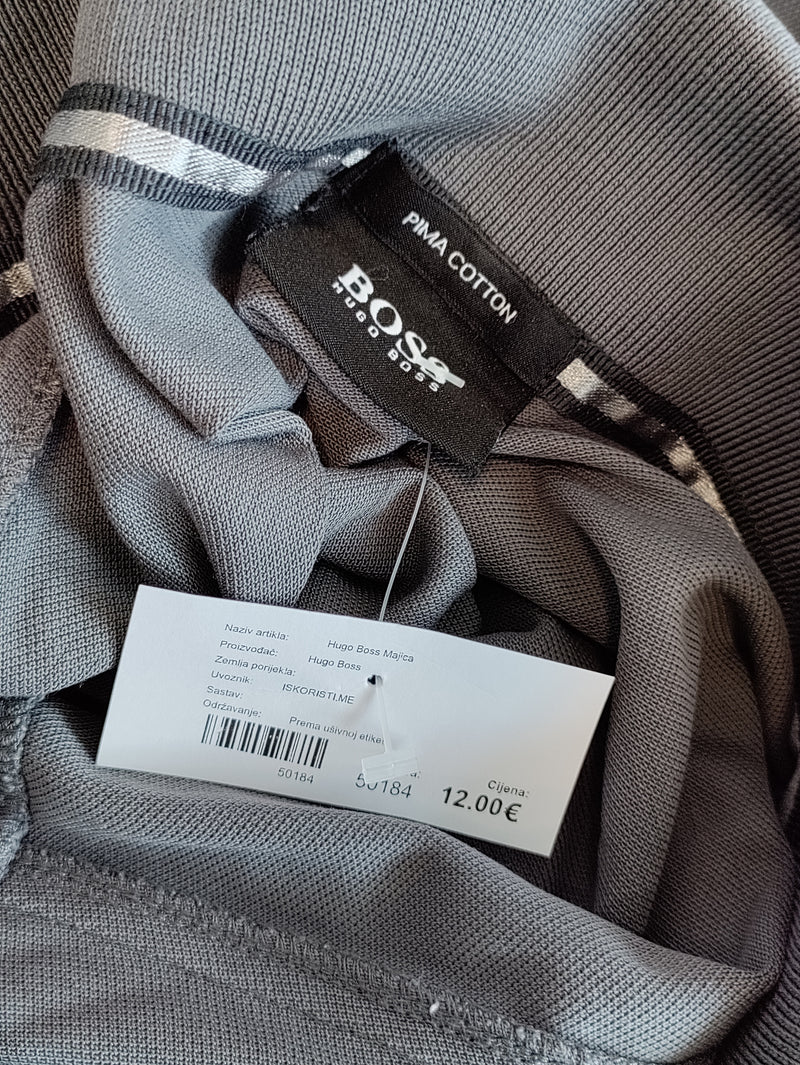 PIMA COTTON
BOSS
HUGO BOSS
Naziv artikla: Hugo Boss Majica
Proizvođač: Hugo Boss
Zemlja porijekla:
Uvoznik: ISKORISTI.ME
Sastav:
Održavanje: Prema ušivnoj
50184
50184
Cijena:
12.00€